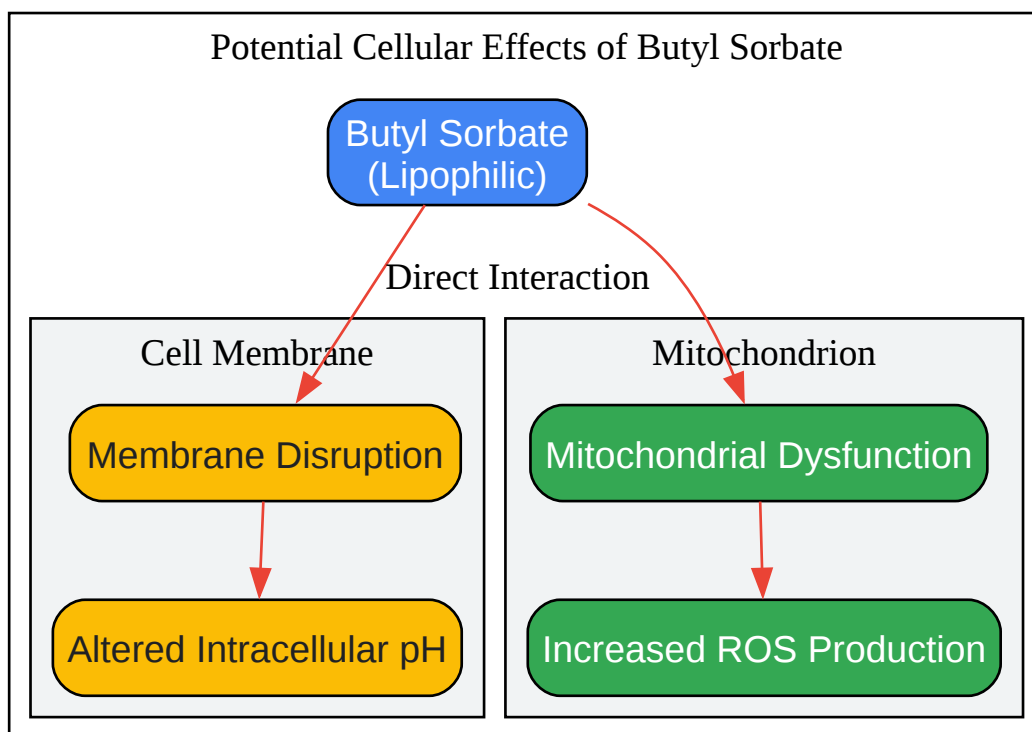 Potential Cellular Effects of Butyl Sorbate
Butyl Sorbate
(Lipophilic)
Direct Interaction
Cell Membrane
Mitochondrion
Membrane Disruption
Mitochondrial Dysfunction
Altered Intracellular pH
Increased ROS Production